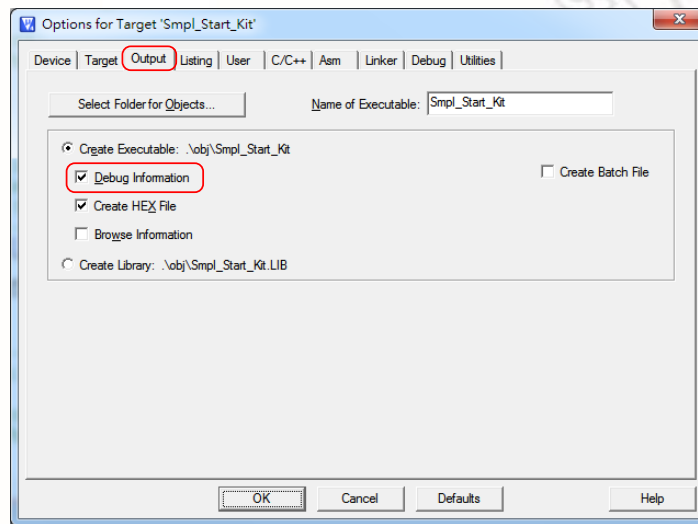 Options for Target 'Smpl_Start_Kit'
Device Target Output Listing User C/C++ Asm Linker Debug Utilities
Select Folder for Objects... Name of Executable: Smpl_Start_Kit
Create Executable: .\obj\Smpl_Start_Kit
Debug Information Create Batch File
Create HEX File
Browse Information
Create Library: .\obj\Smpl_Start_Kit.LIB
OK Cancel Defaults Help